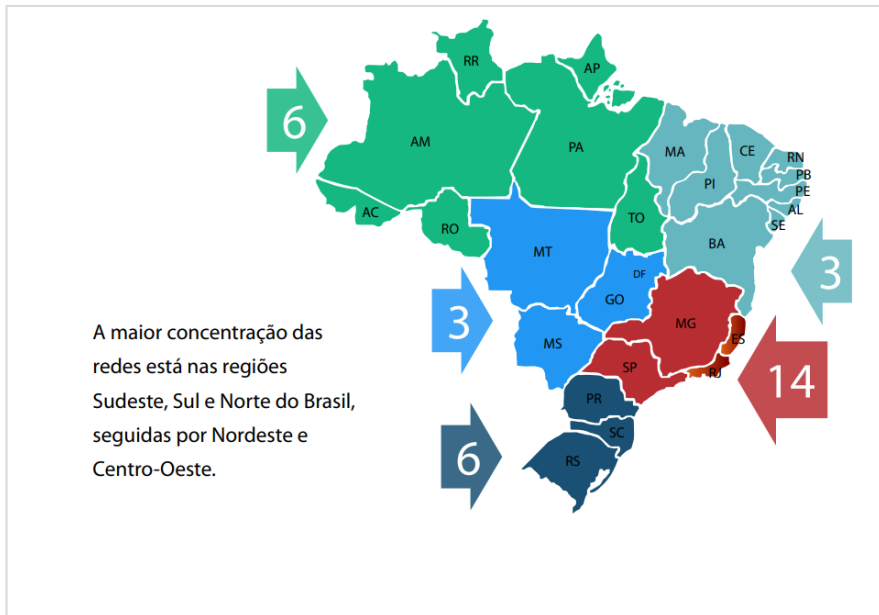 RR
AP
6
AM
PA
MA
CE
RN
PB
PI
PE
AL
TO
SE
AC
RO
BA
MT
DF
3
GO
3
MG
ES
MS
SP
RJ
14
PR
SC
RS
6
A maior concentração das
redes está nas regiões
Sudeste, Sul e Norte do Brasil,
seguidas por Nordeste e
Centro-Oeste.